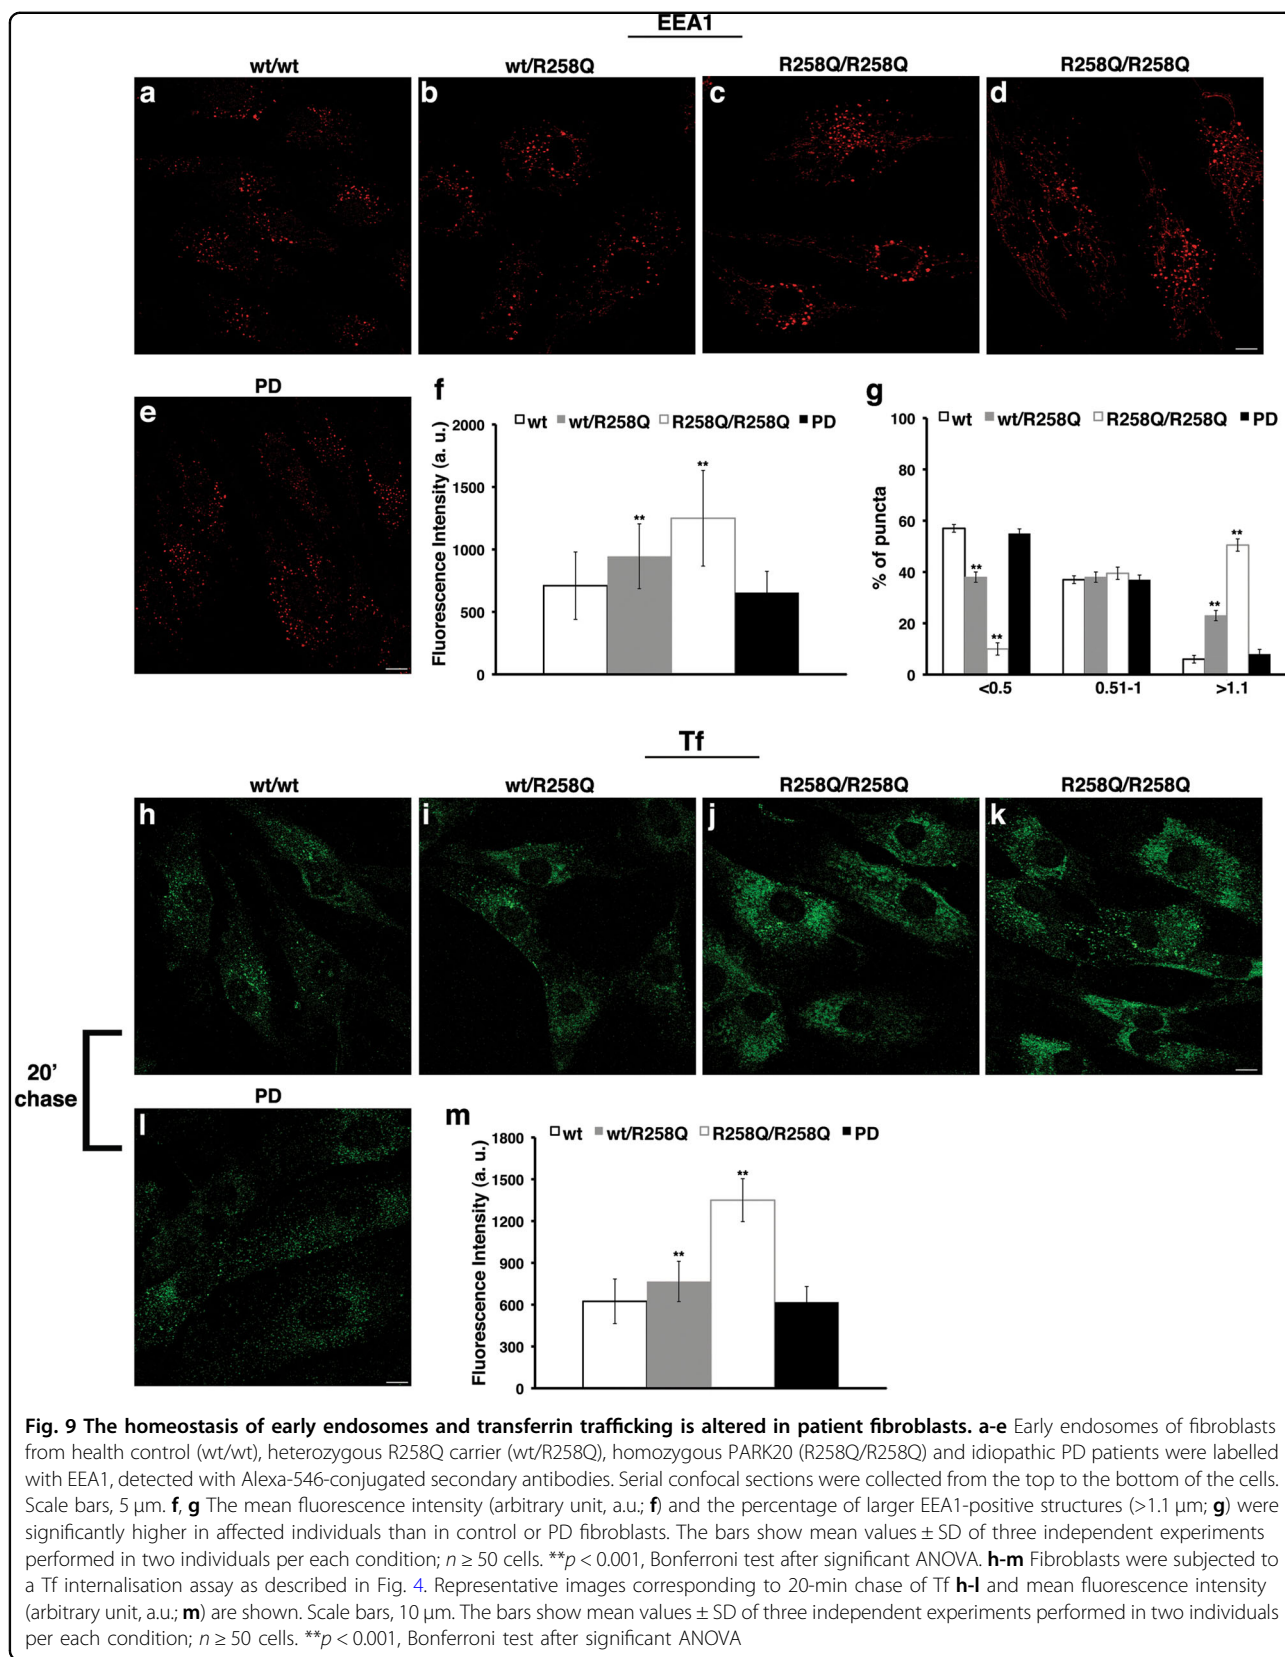 EEA1
wt/wt
wt/R258Q
R258Q/R258Q
R258Q/R258Q
a
b
c
d
PD
e
f
wt wt/R258Q R258Q/R258Q PD
Fluorescence Intensity (a. u.)
2000
1500
1000
500
0
**
**
g
wt wt/R258Q R258Q/R258Q PD
% of puncta
100
80
60
40
20
0
**
**
**
**
<0.5 0.51-1 >1.1
Tf
wt/wt
wt/R258Q
R258Q/R258Q
R258Q/R258Q
h
i
j
k
20'
chase
PD
l
m
wt wt/R258Q R258Q/R258Q PD
Fluorescence Intensity (a. u.)
1800
1500
1200
900
600
300
0
**
**
Fig. 9 The homeostasis of early endosomes and transferrin trafficking is altered in patient fibroblasts. a-e Early endosomes of fibroblasts
from health control (wt/wt), heterozygous R258Q carrier (wt/R258Q), homozygous PARK20 (R258Q/R258Q) and idiopathic PD patients were labelled
with EEA1, detected with Alexa-546-conjugated secondary antibodies. Serial confocal sections were collected from the top to the bottom of the cells.
Scale bars, 5 μm. f, g The mean fluorescence intensity (arbitrary unit, a.u.; f) and the percentage of larger EEA1-positive structures (>1.1 μm; g) were
significantly higher in affected individuals than in control or PD fibroblasts. The bars show mean values ± SD of three independent experiments
performed in two individuals per each condition; n ≥ 50 cells. **p < 0.001, Bonferroni test after significant ANOVA. h-m Fibroblasts were subjected to
a Tf internalisation assay as described in Fig. 4. Representative images corresponding to 20-min chase of Tf h-l and mean fluorescence intensity
(arbitrary unit, a.u.; m) are shown. Scale bars, 10 μm. The bars show mean values ± SD of three independent experiments performed in two individuals
per each condition; n ≥ 50 cells. **p < 0.001, Bonferroni test after significant ANOVA